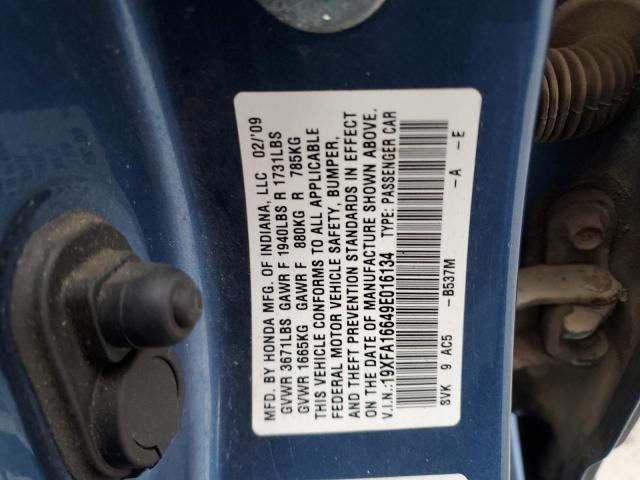 MFD. BY HONDA MFG. OF INDIANA, LLC 02/'09
GVWR 3671LBS GAWR F 1940LBS R 1731LBS
GVWR 1665KG GAWR F 880KG R 785KG
THIS VEHICLE CONFORMS TO ALL APPLICABLE
FEDERAL MOTOR VEHICLE SAFETY, BUMPER,
AND THEFT PREVENTION STANDARDS IN EFFECT
ON THE DATE OF MANUFACTURE SHOWN ABOVE.
V.I.N.:19XFA16649E016134 TYPE: PASSENGER CAR
SVK 9 AC5 -B537M -A -E